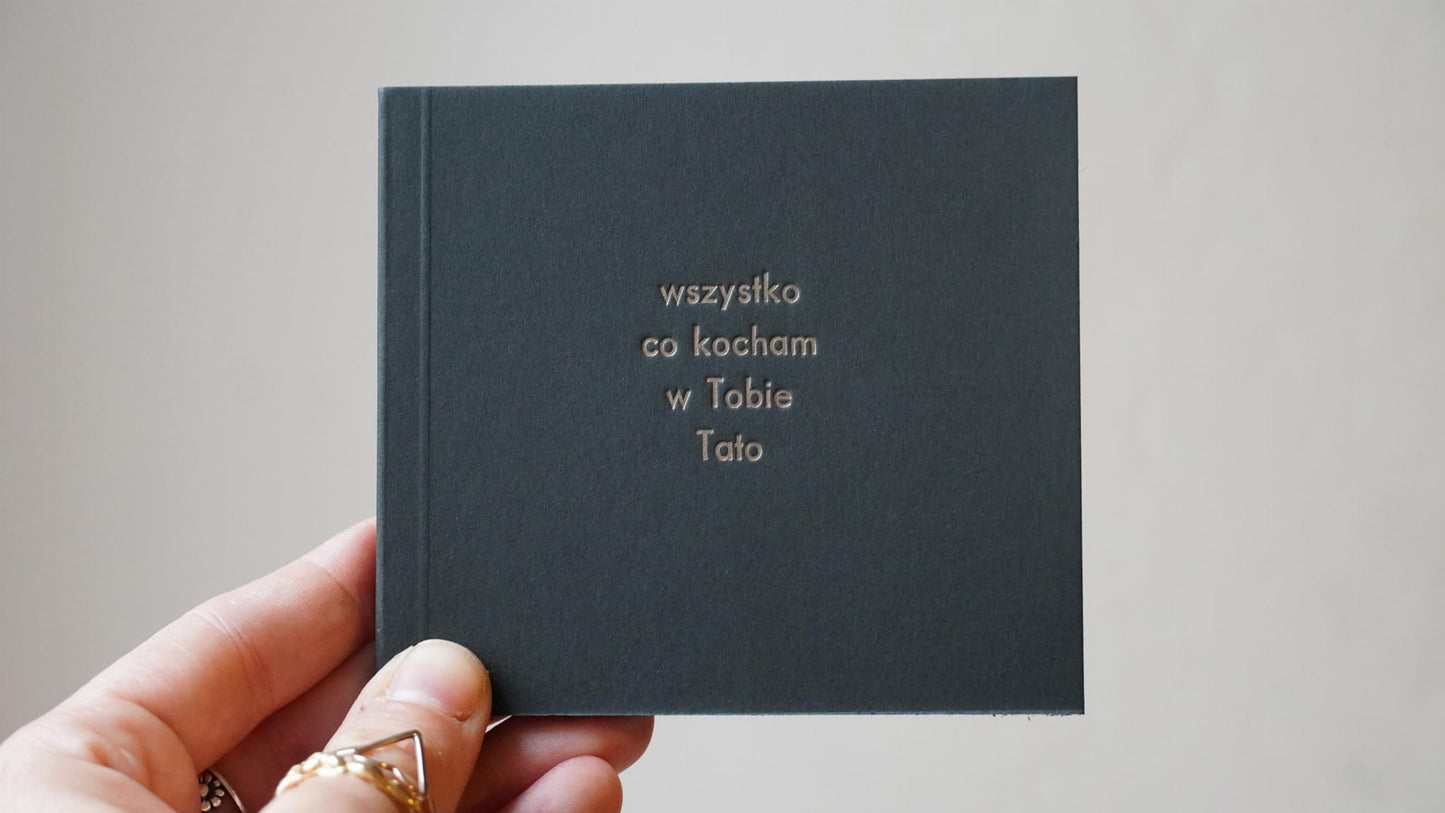 wszystko
co kocham
w Tobie
Tato